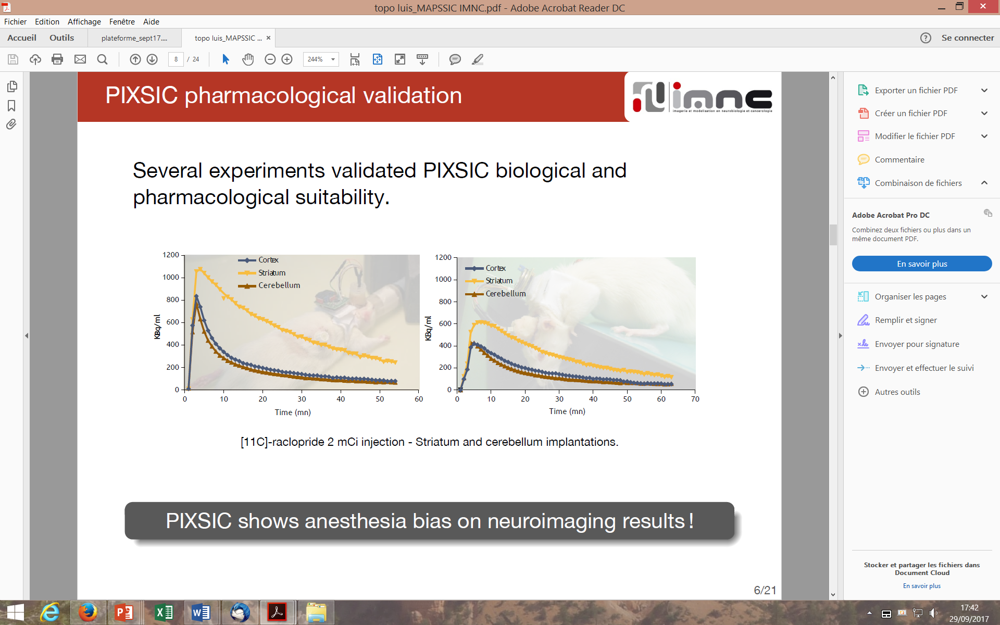 topo luis_MAPSSIC IMNC.pdf - Adobe Acrobat Reader DC
Fichier Edition Affichage Fenêtre Aide
Accueil Outils plateforme_sept17.... topo luis_MAPSSIC ... × ? Se connecter
8 / 24 244%
PIXSIC pharmacological validation
imnc
imagerie et modélisation en neurobiologie et cancérologie
Several experiments validated PIXSIC biological and
pharmacological suitability.
1200
1000
800
600
400
200
0
KBq/ml
Cortex
Striatum
Cerebellum
0 10 20 30 40 50 60
Time (mn)
1200
1000
800
600
400
200
0
KBq/ml
Cortex
Striatum
Cerebellum
0 10 20 30 40 50 60 70
Time (mn)
[11C]-raclopride 2 mCi injection - Striatum and cerebellum implantations.
PIXSIC shows anesthesia bias on neuroimaging results !
6/21
Exporter un fichier PDF
Créer un fichier PDF
Modifier le fichier PDF
Commentaire
Combinaison de fichiers
Adobe Acrobat Pro DC
Combinez deux fichiers ou plus dans un
même document PDF.
En savoir plus
Organiser les pages
Remplir et signer
Envoyer pour signature
Envoyer et effectuer le suivi
Autres outils
Stocker et partager les fichiers dans
Document Cloud
En savoir plus
17:42
29/09/2017